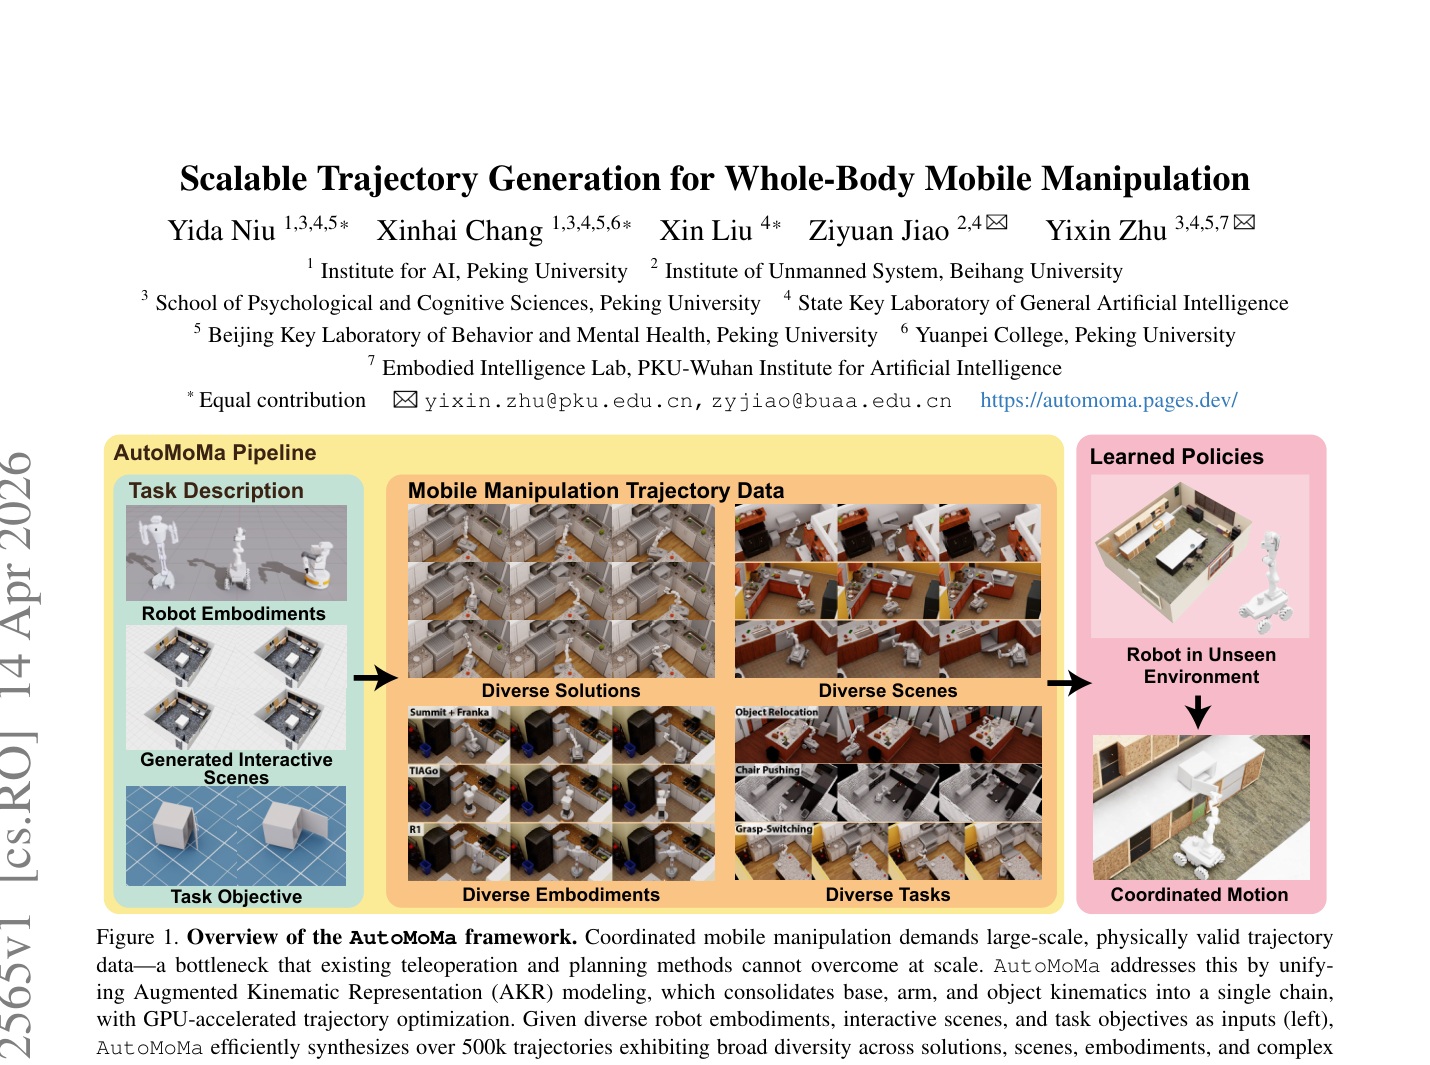 Scalable Trajectory Generation for Whole-Body Mobile Manipulation
Yida Niu 1,3,4,5* Xinhai Chang 1,3,4,5,6* Xin Liu 4* Ziyuan Jiao 2,4✉ Yixin Zhu 3,4,5,7✉
1 Institute for AI, Peking University 2 Institute of Unmanned System, Beihang University
3 School of Psychological and Cognitive Sciences, Peking University 4 State Key Laboratory of General Artificial Intelligence
5 Beijing Key Laboratory of Behavior and Mental Health, Peking University 6 Yuanpei College, Peking University
7 Embodied Intelligence Lab, PKU-Wuhan Institute for Artificial Intelligence
* Equal contribution ✉ yixin.zhu@pku.edu.cn, zyjiao@buaa.edu.cn https://automoma.pages.dev/
2565v1 [cs.RO] 14 Apr 2026
AutoMoMa Pipeline
Task Description
Robot Embodiments
Generated Interactive
Scenes
Task Objective
Mobile Manipulation Trajectory Data
Diverse Solutions
Diverse Scenes
Summit + Franka
TIAGo
R1
Diverse Embodiments
Object Relocation
Chair Pushing
Grasp-Switching
Diverse Tasks
Learned Policies
Robot in Unseen
Environment
Coordinated Motion
Figure 1. Overview of the AutoMoMa framework. Coordinated mobile manipulation demands large-scale, physically valid trajectory
data—a bottleneck that existing teleoperation and planning methods cannot overcome at scale. AutoMoMa addresses this by unify-
ing Augmented Kinematic Representation (AKR) modeling, which consolidates base, arm, and object kinematics into a single chain,
with GPU-accelerated trajectory optimization. Given diverse robot embodiments, interactive scenes, and task objectives as inputs (left),
AutoMoMa efficiently synthesizes over 500k trajectories exhibiting broad diversity across solutions, scenes, embodiments, and complex